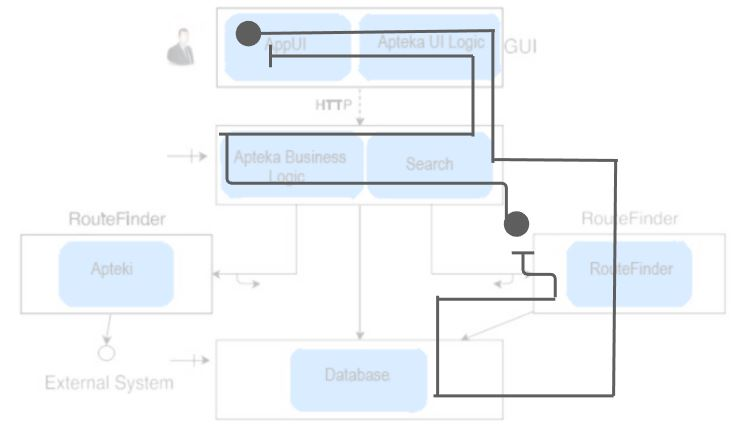 AppUI
Apteka UI Logic
GUI
HTTP
Apteka Business
Logic
Search
RouteFinder
RouteFinder
Apteki
RouteFinder
External System
Database